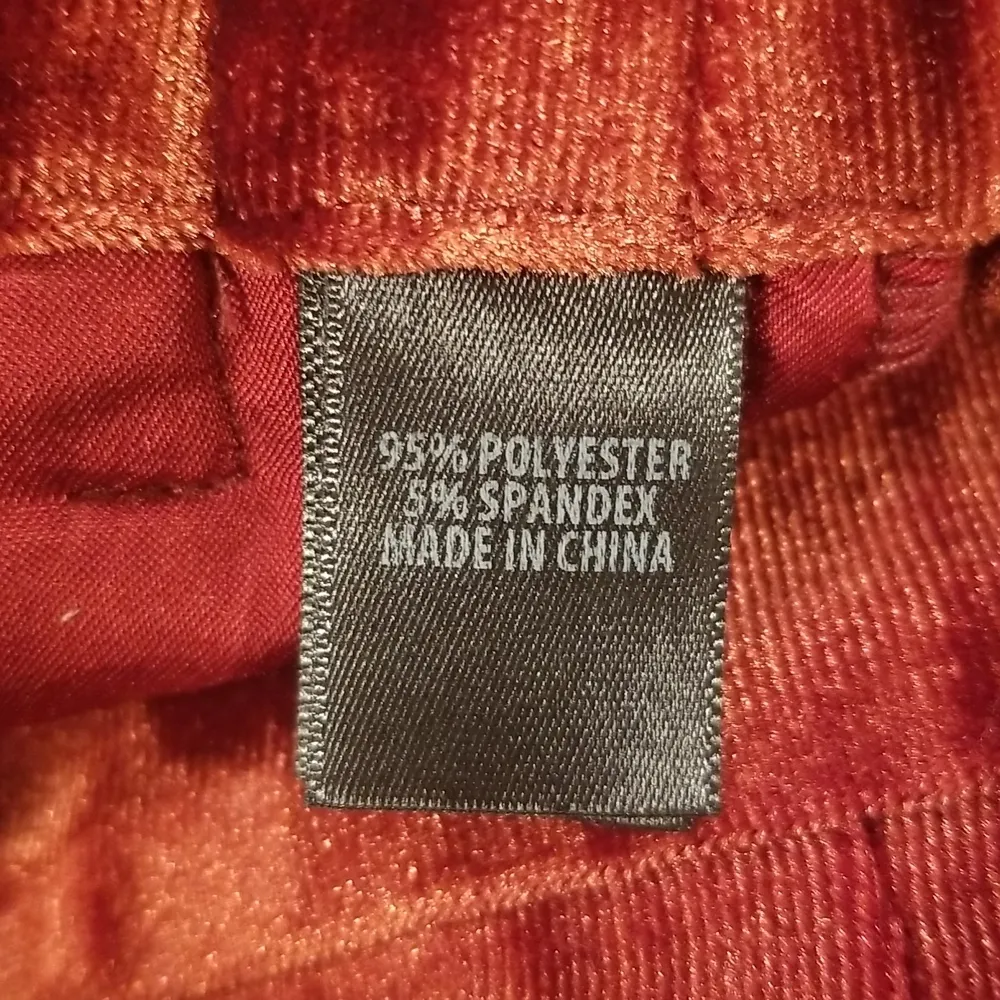 95% POLYESTER
5% SPANDEX
MADE IN CHINA